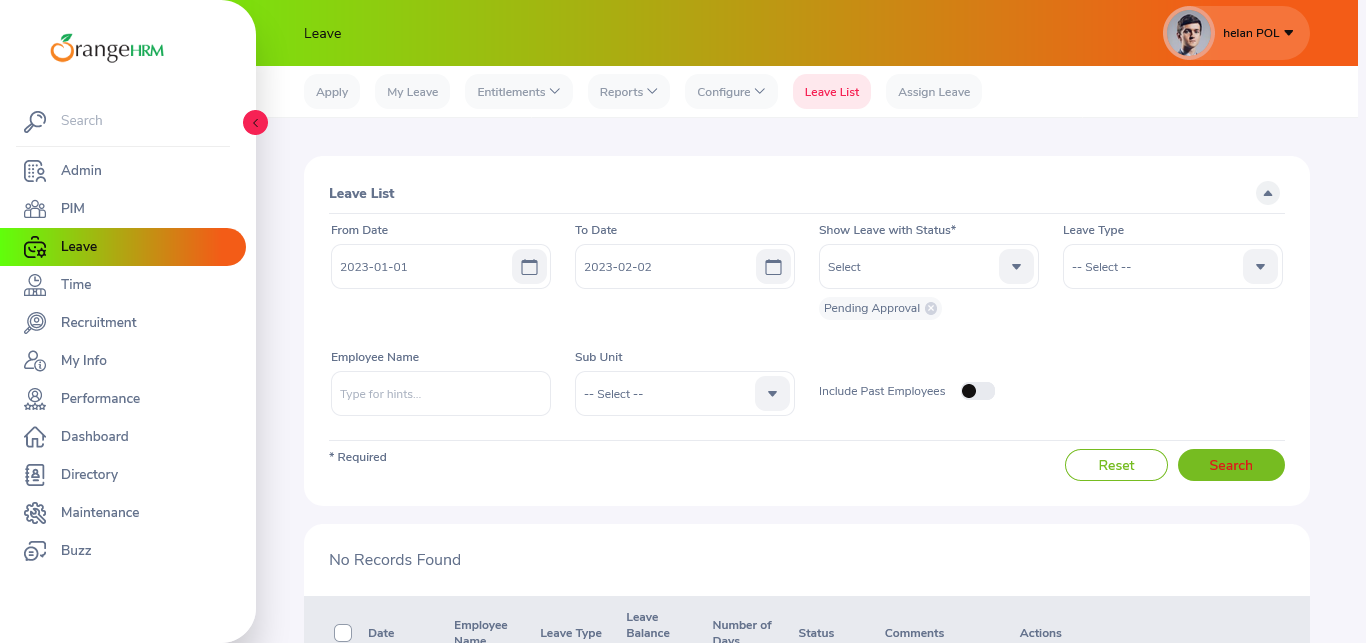 OrangeHRM
Search
Admin
PIM
Leave
Time
Recruitment
My Info
Performance
Dashboard
Directory
Maintenance
Buzz
Leave
helan POL
Apply
My Leave
Entitlements
Reports
Configure
Leave List
Assign Leave
Leave List
From Date
To Date
Show Leave with Status*
Leave Type
2023-01-01
2023-02-02
Select
-- Select --
Pending Approval
Employee Name
Sub Unit
Type for hints...
-- Select --
Include Past Employees
* Required
Reset
Search
No Records Found
Date
Employee
Name
Leave Type
Leave
Balance
Number of
Days
Status
Comments
Actions